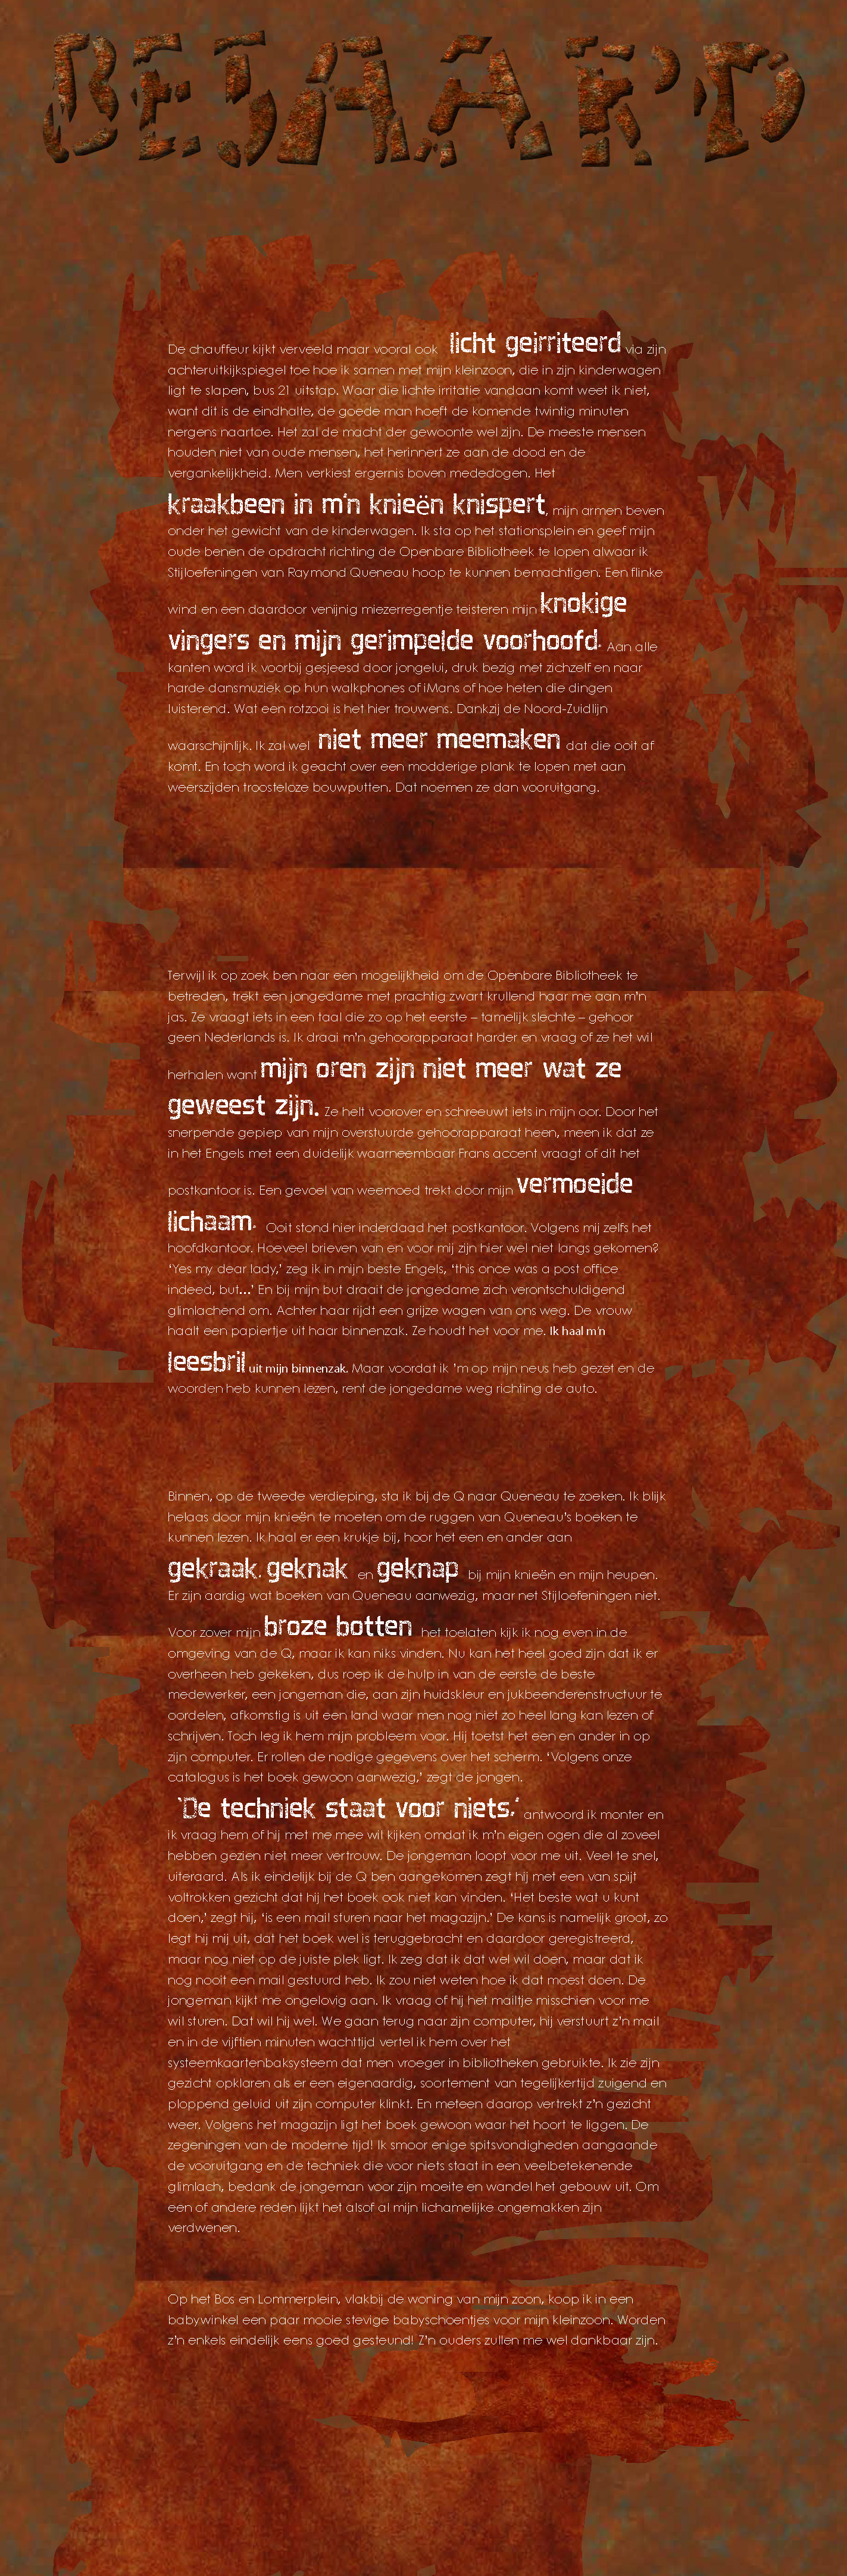 BEJAARD
De chauffeur kijkt verveeld maar vooral ook licht geirriteerd via zijn
achteruitkijkspiegel toe hoe ik samen met mijn kleinzoon, die in zijn kinderwagen
ligt te slapen, bus 21 uitstap. Waar die lichte irritatie vandaan komt weet ik niet,
want dit is de eindhalte, de goede man hoeft de komende twintig minuten
nergens naartoe. Het zal de macht der gewoonte wel zijn. De meeste mensen
houden niet van oude mensen, het herinnert ze aan de dood en de
vergankelijkheid. Men verkiest ergernis boven mededogen. Het
kraakbeen in m'n knieën knispert, mijn armen beven
onder het gewicht van de kinderwagen. Ik sta op het stationsplein en geef mijn
oude benen de opdracht richting de Openbare Bibliotheek te lopen alwaar ik
Stijloefeningen van Raymond Queneau hoop te kunnen bemachtigen. Een flinke
wind en een daardoor venijnig miezerregentje teisteren mijn knokige
vingers en mijn gerimpelde voorhoofd. Aan alle
kanten word ik voorbij gesjeesd door jongelui, druk bezig met zichzelf en naar
harde dansmuziek op hun walkphones of iMans of hoe heten die dingen
luisterend. Wat een rotzooi is het hier trouwens. Dankzij de Noord-Zuidlijn
waarschijnlijk. Ik zal wel niet meer meemaken dat die ooit af
komt. En toch word ik geacht over een modderige plank te lopen met aan
weerszijden troosteloze bouwputten. Dat noemen ze dan vooruitgang.
Terwijl ik op zoek ben naar een mogelijkheid om de Openbare Bibliotheek te
betreden, trekt een jongedame met prachtig zwart krullend haar me aan m'n
jas. Ze vraagt iets in een taal die zo op het eerste – tamelijk slechte – gehoor
geen Nederlands is. Ik draai m'n gehoorapparaat harder en vraag of ze het wil
herhalen want mijn oren zijn niet meer wat ze
geweest zijn. Ze helt voorover en schreeuwt iets in mijn oor. Door het
snerpende gepiep van mijn overstuurde gehoorapparaat heen, meen ik dat ze
in het Engels met een duidelijk waarneembaar Frans accent vraagt of dit het
postkantoor is. Een gevoel van weemoed trekt door mijn vermoeide
lichaam. Ooit stond hier inderdaad het postkantoor. Volgens mij zelfs het
hoofdkantoor. Hoeveel brieven van en voor mij zijn hier wel niet langs gekomen?
'Yes my dear lady,' zeg ik in mijn beste Engels, 'this once was a post office
indeed, but...' En bij mijn but draait de jongedame zich verontschuldigend
glimlachend om. Achter haar rijdt een grijze wagen van ons weg. De vrouw
haalt een papiertje uit haar binnenzak. Ze houdt het voor me. Ik haal m'n
leesbril uit mijn binnenzak. Maar voordat ik 'm op mijn neus heb gezet en de
woorden heb kunnen lezen, rent de jongedame weg richting de auto.
Binnen, op de tweede verdieping, sta ik bij de Q naar Queneau te zoeken. Ik blijk
helaas door mijn knieën te moeten om de ruggen van Queneau's boeken te
kunnen lezen. Ik haal er een krukje bij, hoor het een en ander aan
gekraak, geknak en geknap bij mijn knieën en mijn heupen.
Er zijn aardig wat boeken van Queneau aanwezig, maar net Stijloefeningen niet.
Voor zover mijn broze botten het toelaten kijk ik nog even in de
omgeving van de Q, maar ik kan niks vinden. Nu kan het heel goed zijn dat ik er
overheen heb gekeken, dus roep ik de hulp in van de eerste de beste
medewerker, een jongeman die, aan zijn huidskleur en jukbeenderenstructuur te
oordelen, afkomstig is uit een land waar men nog niet zo heel lang kan lezen of
schrijven. Toch leg ik hem mijn probleem voor. Hij toetst het een en ander in op
zijn computer. Er rollen de nodige gegevens over het scherm. 'Volgens onze
catalogus is het boek gewoon aanwezig,' zegt de jongen.
'De techniek staat voor niets,' antwoord ik monter en
ik vraag hem of hij met me mee wil kijken omdat ik m'n eigen ogen die al zoveel
hebben gezien niet meer vertrouw. De jongeman loopt voor me uit. Veel te snel,
uiteraard. Als ik eindelijk bij de Q ben aangekomen zegt hij met een van spijt
voltrokken gezicht dat hij het boek ook niet kan vinden. 'Het beste wat u kunt
doen,' zegt hij, 'is een mail sturen naar het magazijn.' De kans is namelijk groot, zo
legt hij mij uit, dat het boek wel is teruggebracht en daardoor geregistreerd,
maar nog niet op de juiste plek ligt. Ik zeg dat ik dat wel wil doen, maar dat ik
nog nooit een mail gestuurd heb. Ik zou niet weten hoe ik dat moest doen. De
jongeman kijkt me ongelovig aan. Ik vraag of hij het mailtje misschien voor me
wil sturen. Dat wil hij wel. We gaan terug naar zijn computer, hij verstuurt z'n mail
en in de vijftien minuten wachttijd vertel ik hem over het
systeemkaartenbaksysteem dat men vroeger in bibliotheken gebruikte. Ik zie zijn
gezicht opklaren als er een eigenaardig, soortement van tegelijkertijd zuigend en
ploppend geluid uit zijn computer klinkt. En meteen daarop vertrekt z'n gezicht
weer. Volgens het magazijn ligt het boek gewoon waar het hoort te liggen. De
zegeningen van de moderne tijd! Ik smoor enige spitsvondigheden aangaande
de vooruitgang en de techniek die voor niets staat in een veelbetekenende
glimlach, bedank de jongeman voor zijn moeite en wandel het gebouw uit. Om
een of andere reden lijkt het alsof al mijn lichamelijke ongemakken zijn
verdwenen.
Op het Bos en Lommerplein, vlakbij de woning van mijn zoon, koop ik in een
babywinkel een paar mooie stevige babyschoentjes voor mijn kleinzoon. Worden
z'n enkels eindelijk eens goed gesteund! Z'n ouders zullen me wel dankbaar zijn.